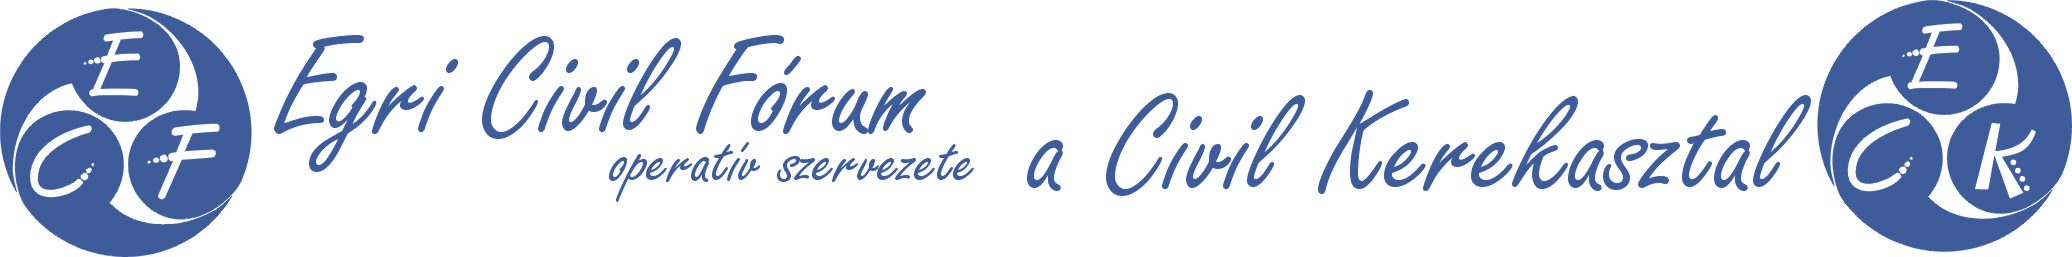 E
C F
Egri Civil Fórum
operatív szervezete
a Civil Kerekasztal
E
C K